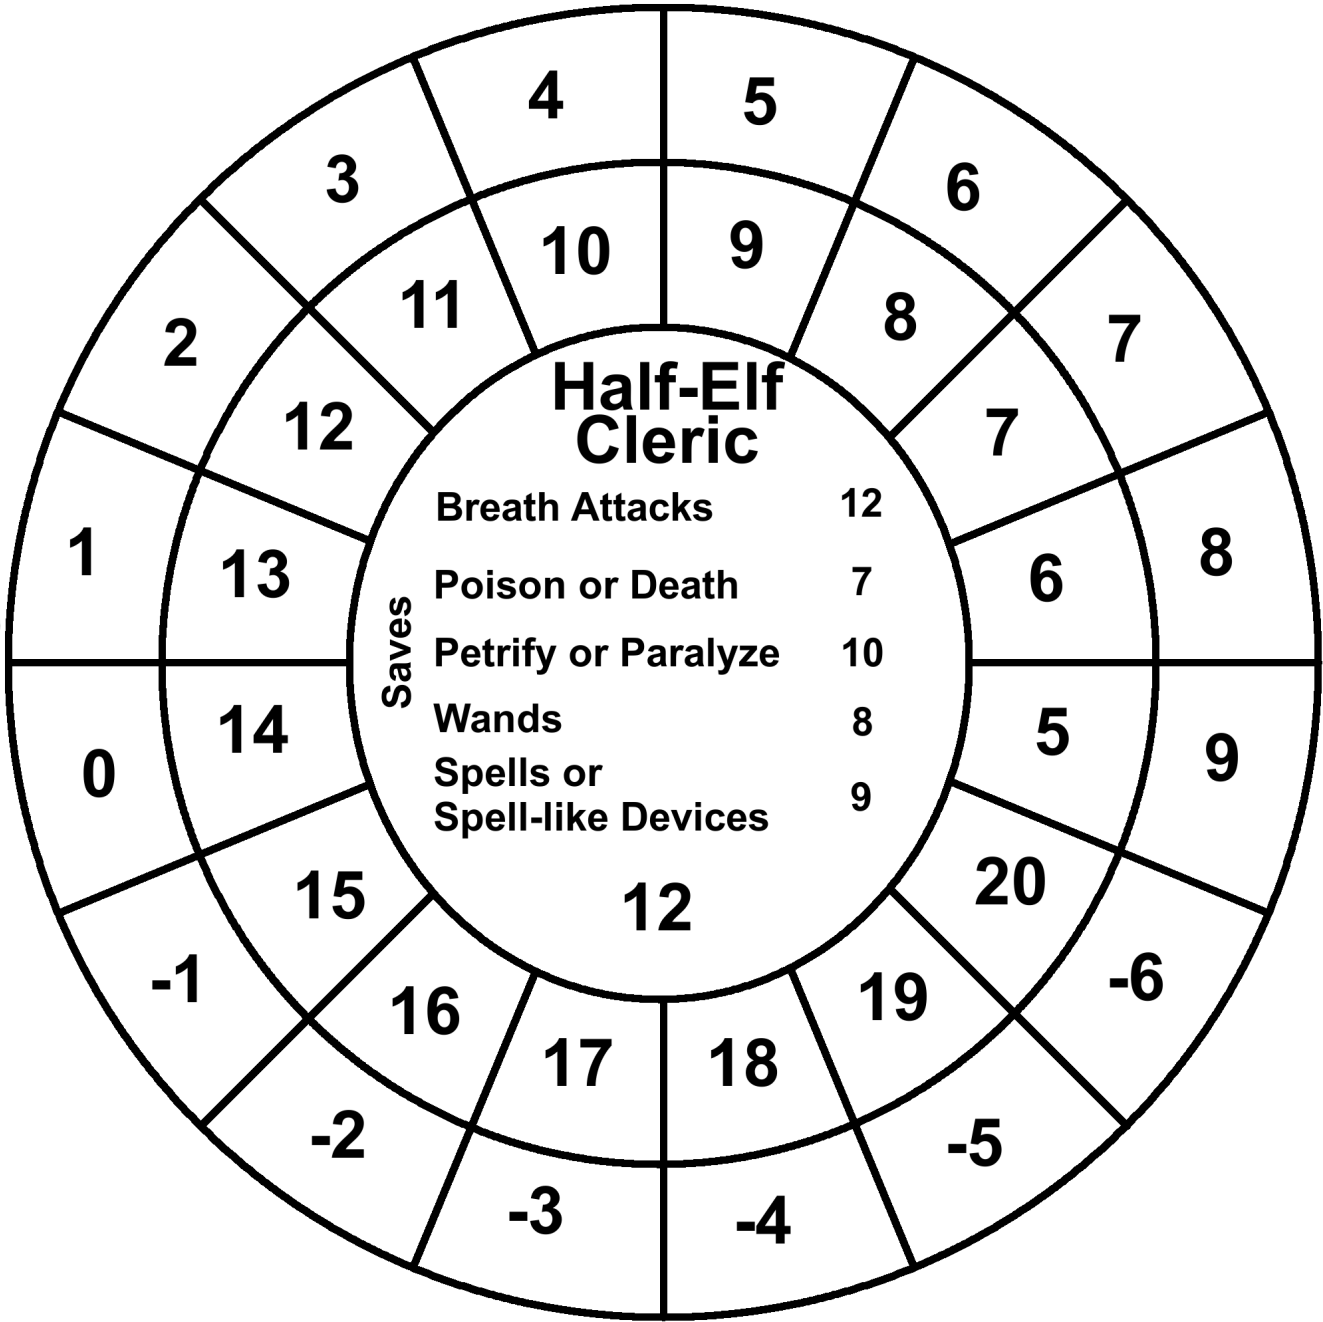 4 5
3 6
2 7
1 8
0 9
-1 -6
-2 -5
-3 -4
10 9
11 8
12 7
13 6
14 5
15 20
16 19
17 18
Half-Elf
Cleric
Saves
Breath Attacks 12
Poison or Death 7
Petrify or Paralyze 10
Wands 8
Spells or
Spell-like Devices 9
12